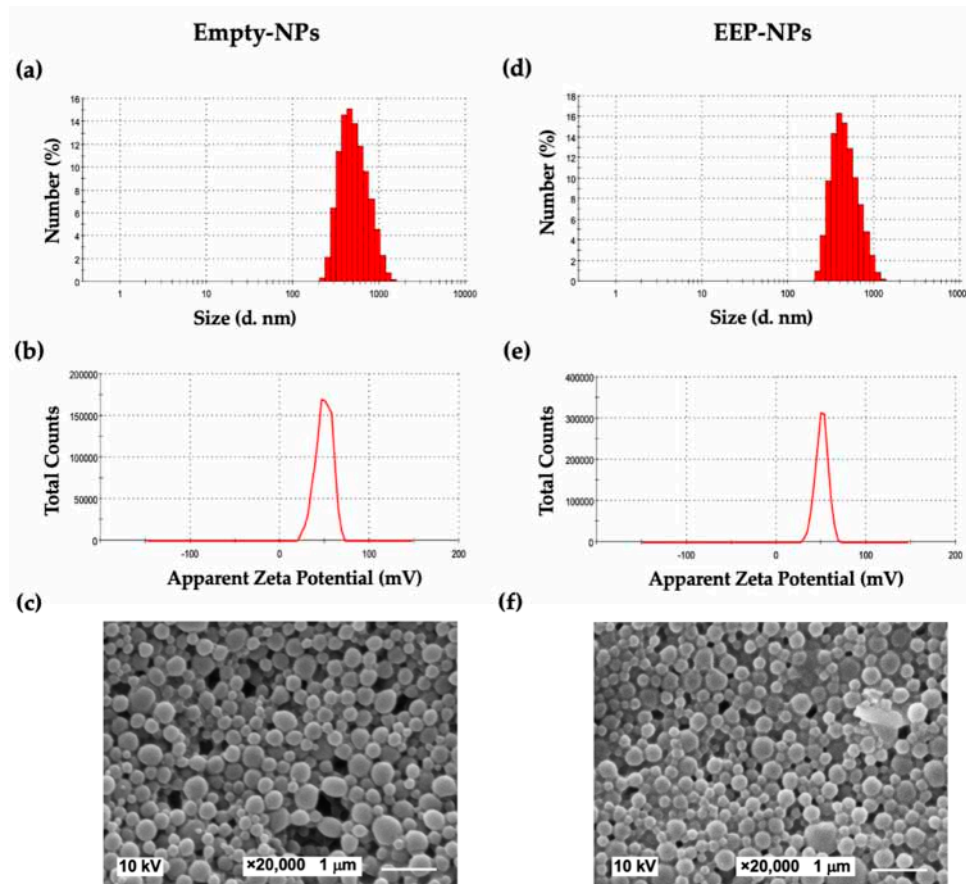 Empty-NPs
EEP-NPs
(a)
(d)
Number (%)
16
14
12
10
8
6
4
2
0
1
10
100
1000
10000
Size (d. nm)
Number (%)
18
16
14
12
10
8
6
4
2
0
1
10
100
1000
10000
Size (d. nm)
(b)
(e)
Total Counts
200000
150000
100000
50000
0
-100
0
100
200
Apparent Zeta Potential (mV)
Total Counts
400000
300000
200000
100000
0
-100
0
100
200
Apparent Zeta Potential (mV)
(c)
(f)
10 kV ×20,000 1 μm
10 kV ×20,000 1 μm